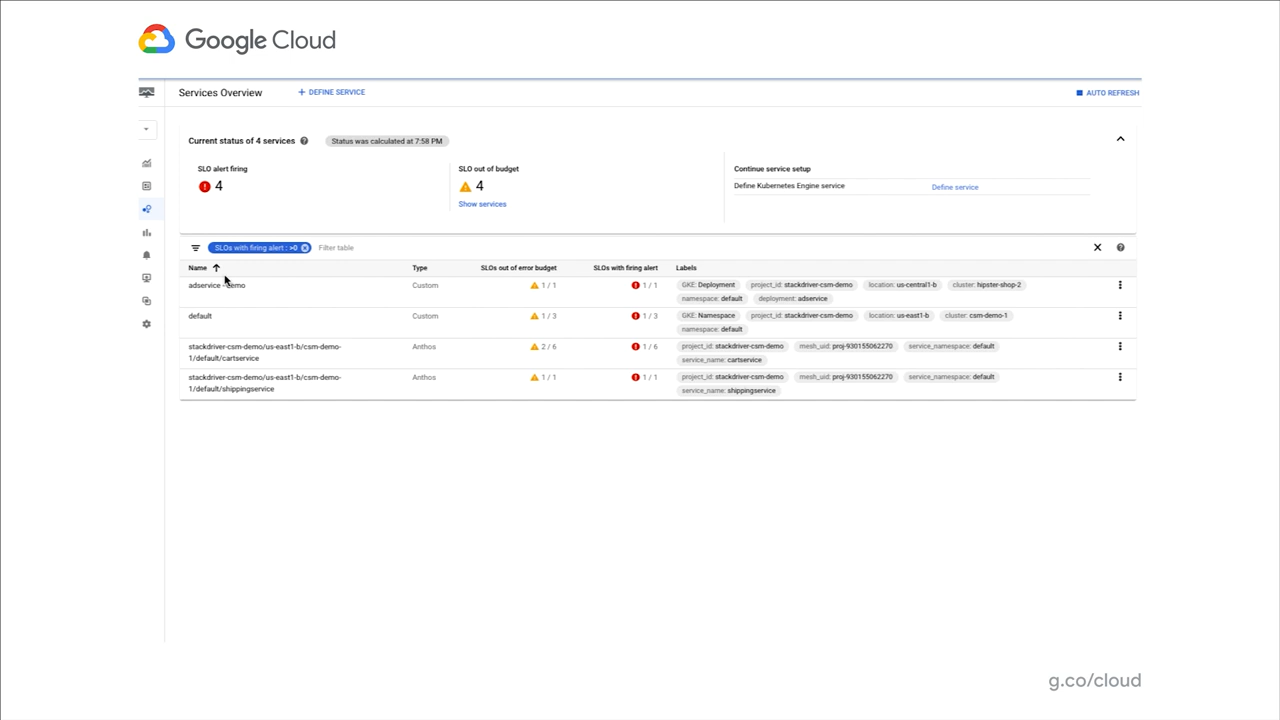 Google Cloud
Services Overview
+ DEFINE SERVICE
AUTO REFRESH
Current status of 4 services
Status was calculated at 7:58 PM
SLO alert firing
4
SLO out of budget
4
Show services
Continue service setup
Define Kubernetes Engine service
Define service
SLOs with firing alert : >0
Filter table
Name
Type
SLOs out of error budget
SLOs with firing alert
Labels
adservice - demo
Custom
1 / 1
1 / 1
GKE: Deployment project_id: stackdriver-csm-demo location: us-central1-b cluster: hipster-shop-2
namespace: default deployment: adservice
default
Custom
1 / 3
1 / 3
GKE: Namespace project_id: stackdriver-csm-demo location: us-east1-b cluster: csm-demo-1
namespace: default
stackdriver-csm-demo/us-east1-b/csm-demo-
1/default/cartservice
Anthos
2 / 6
1 / 6
project_id: stackdriver-csm-demo mesh_uid: proj-930155062270 service_namespace: default
service_name: cartservice
stackdriver-csm-demo/us-east1-b/csm-demo-
1/default/shippingservice
Anthos
1 / 1
1 / 1
project_id: stackdriver-csm-demo mesh_uid: proj-930155062270 service_namespace: default
service_name: shippingservice
g.co/cloud